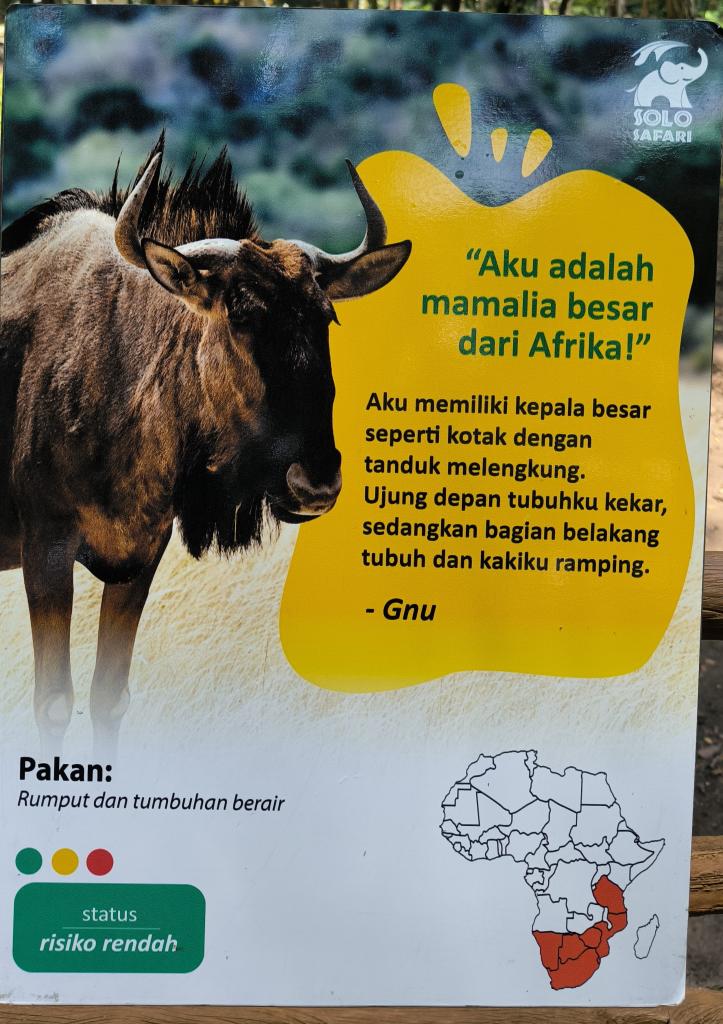 SOLO
SAFARI
“Aku adalah
mamalia besar
dari Afrika!”
Aku memiliki kepala besar
seperti kotak dengan
tanduk melengkung.
Ujung depan tubuhku kekar,
sedangkan bagian belakang
tubuh dan kakiku ramping.
- Gnu
Pakan:
Rumput dan tumbuhan berair
status
risiko rendah